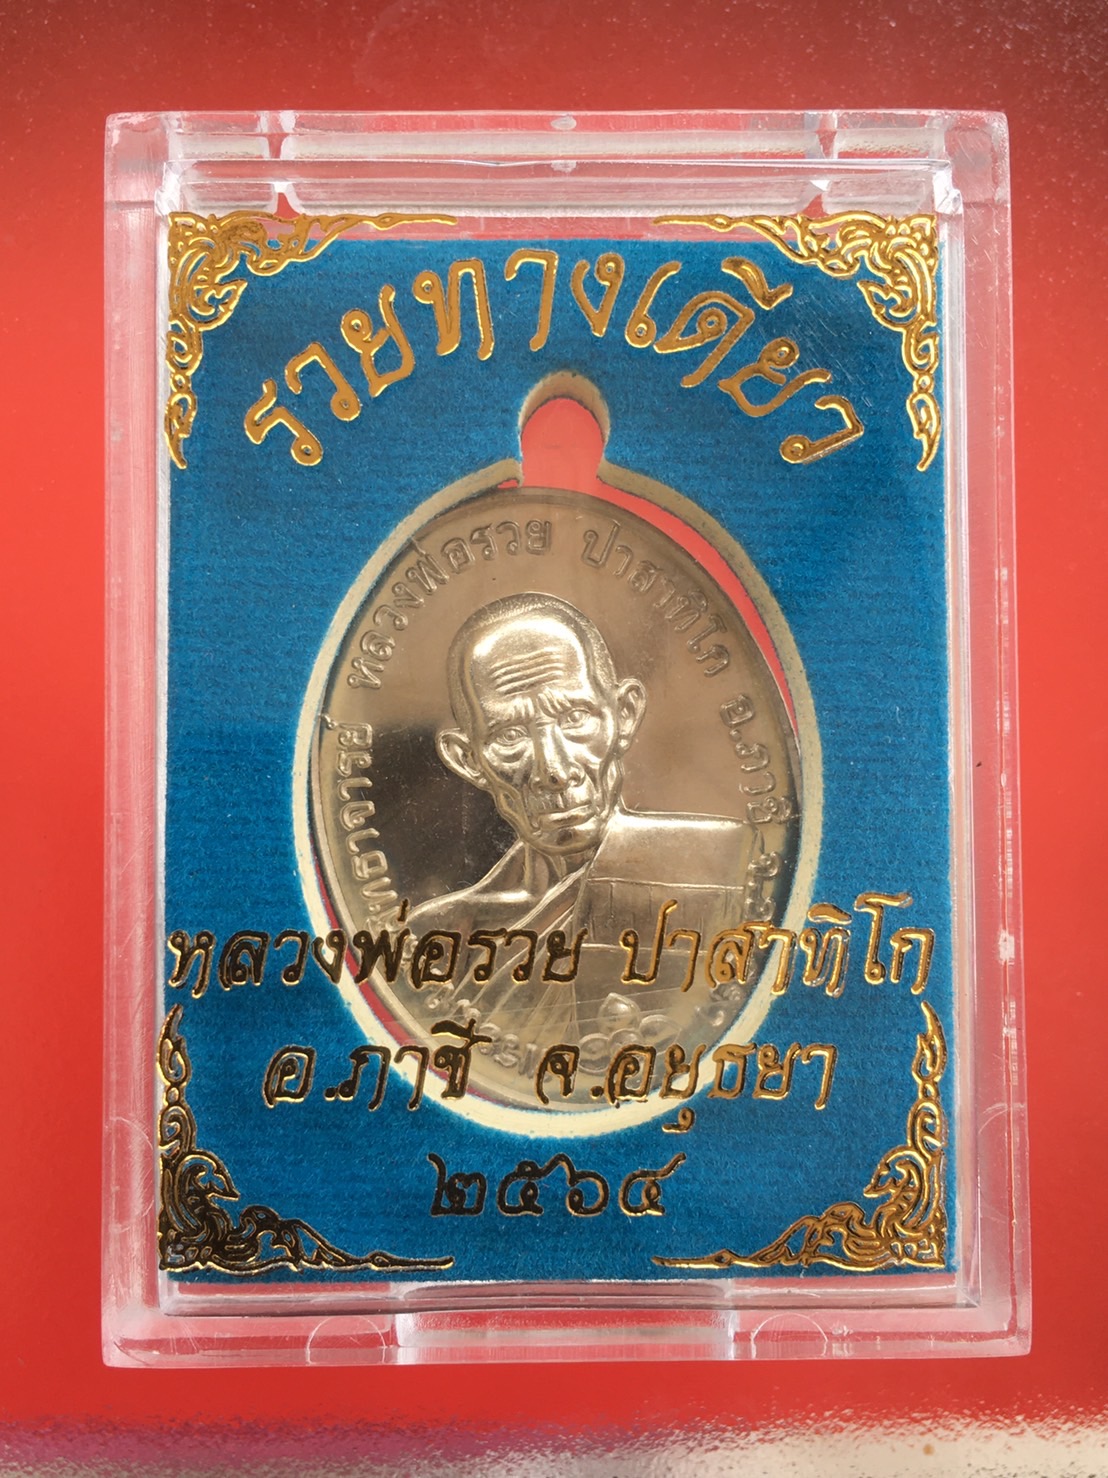 รวยทางเดียว
หลวงพ่อรวย ปาสาทิโก อ.ภาชี
หลวงพ่อรวย ปาสาทิโก
อ.ภาชี จ.อยุธยา
๒๕๖๔